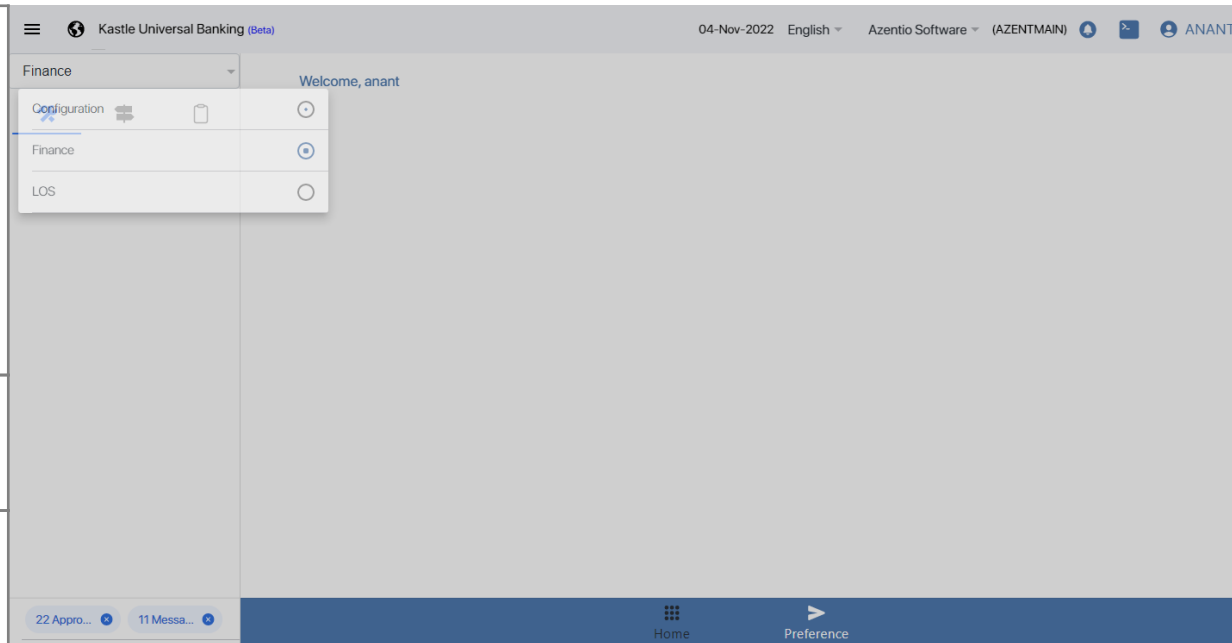 Kastle Universal Banking (Beta)
04-Nov-2022 English Azentio Software (AZENTMAIN) ANANT
Finance
Welcome, anant
Configuration
Finance
LOS
22 Appro... 11 Messa...
Home Preference